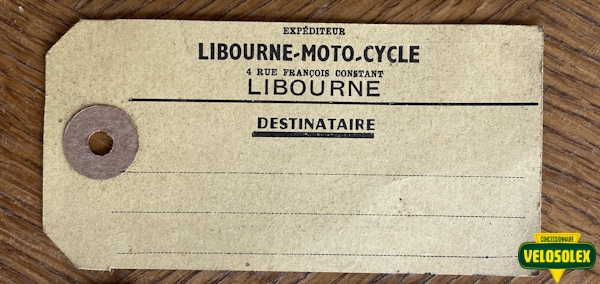 EXPÉDITEUR
LIBOURNE-MOTO-CYCLE
4 RUE FRANÇOIS CONSTANT
LIBOURNE
DESTINATAIRE
CONCESSIONNAIRE
VELOSOLEX